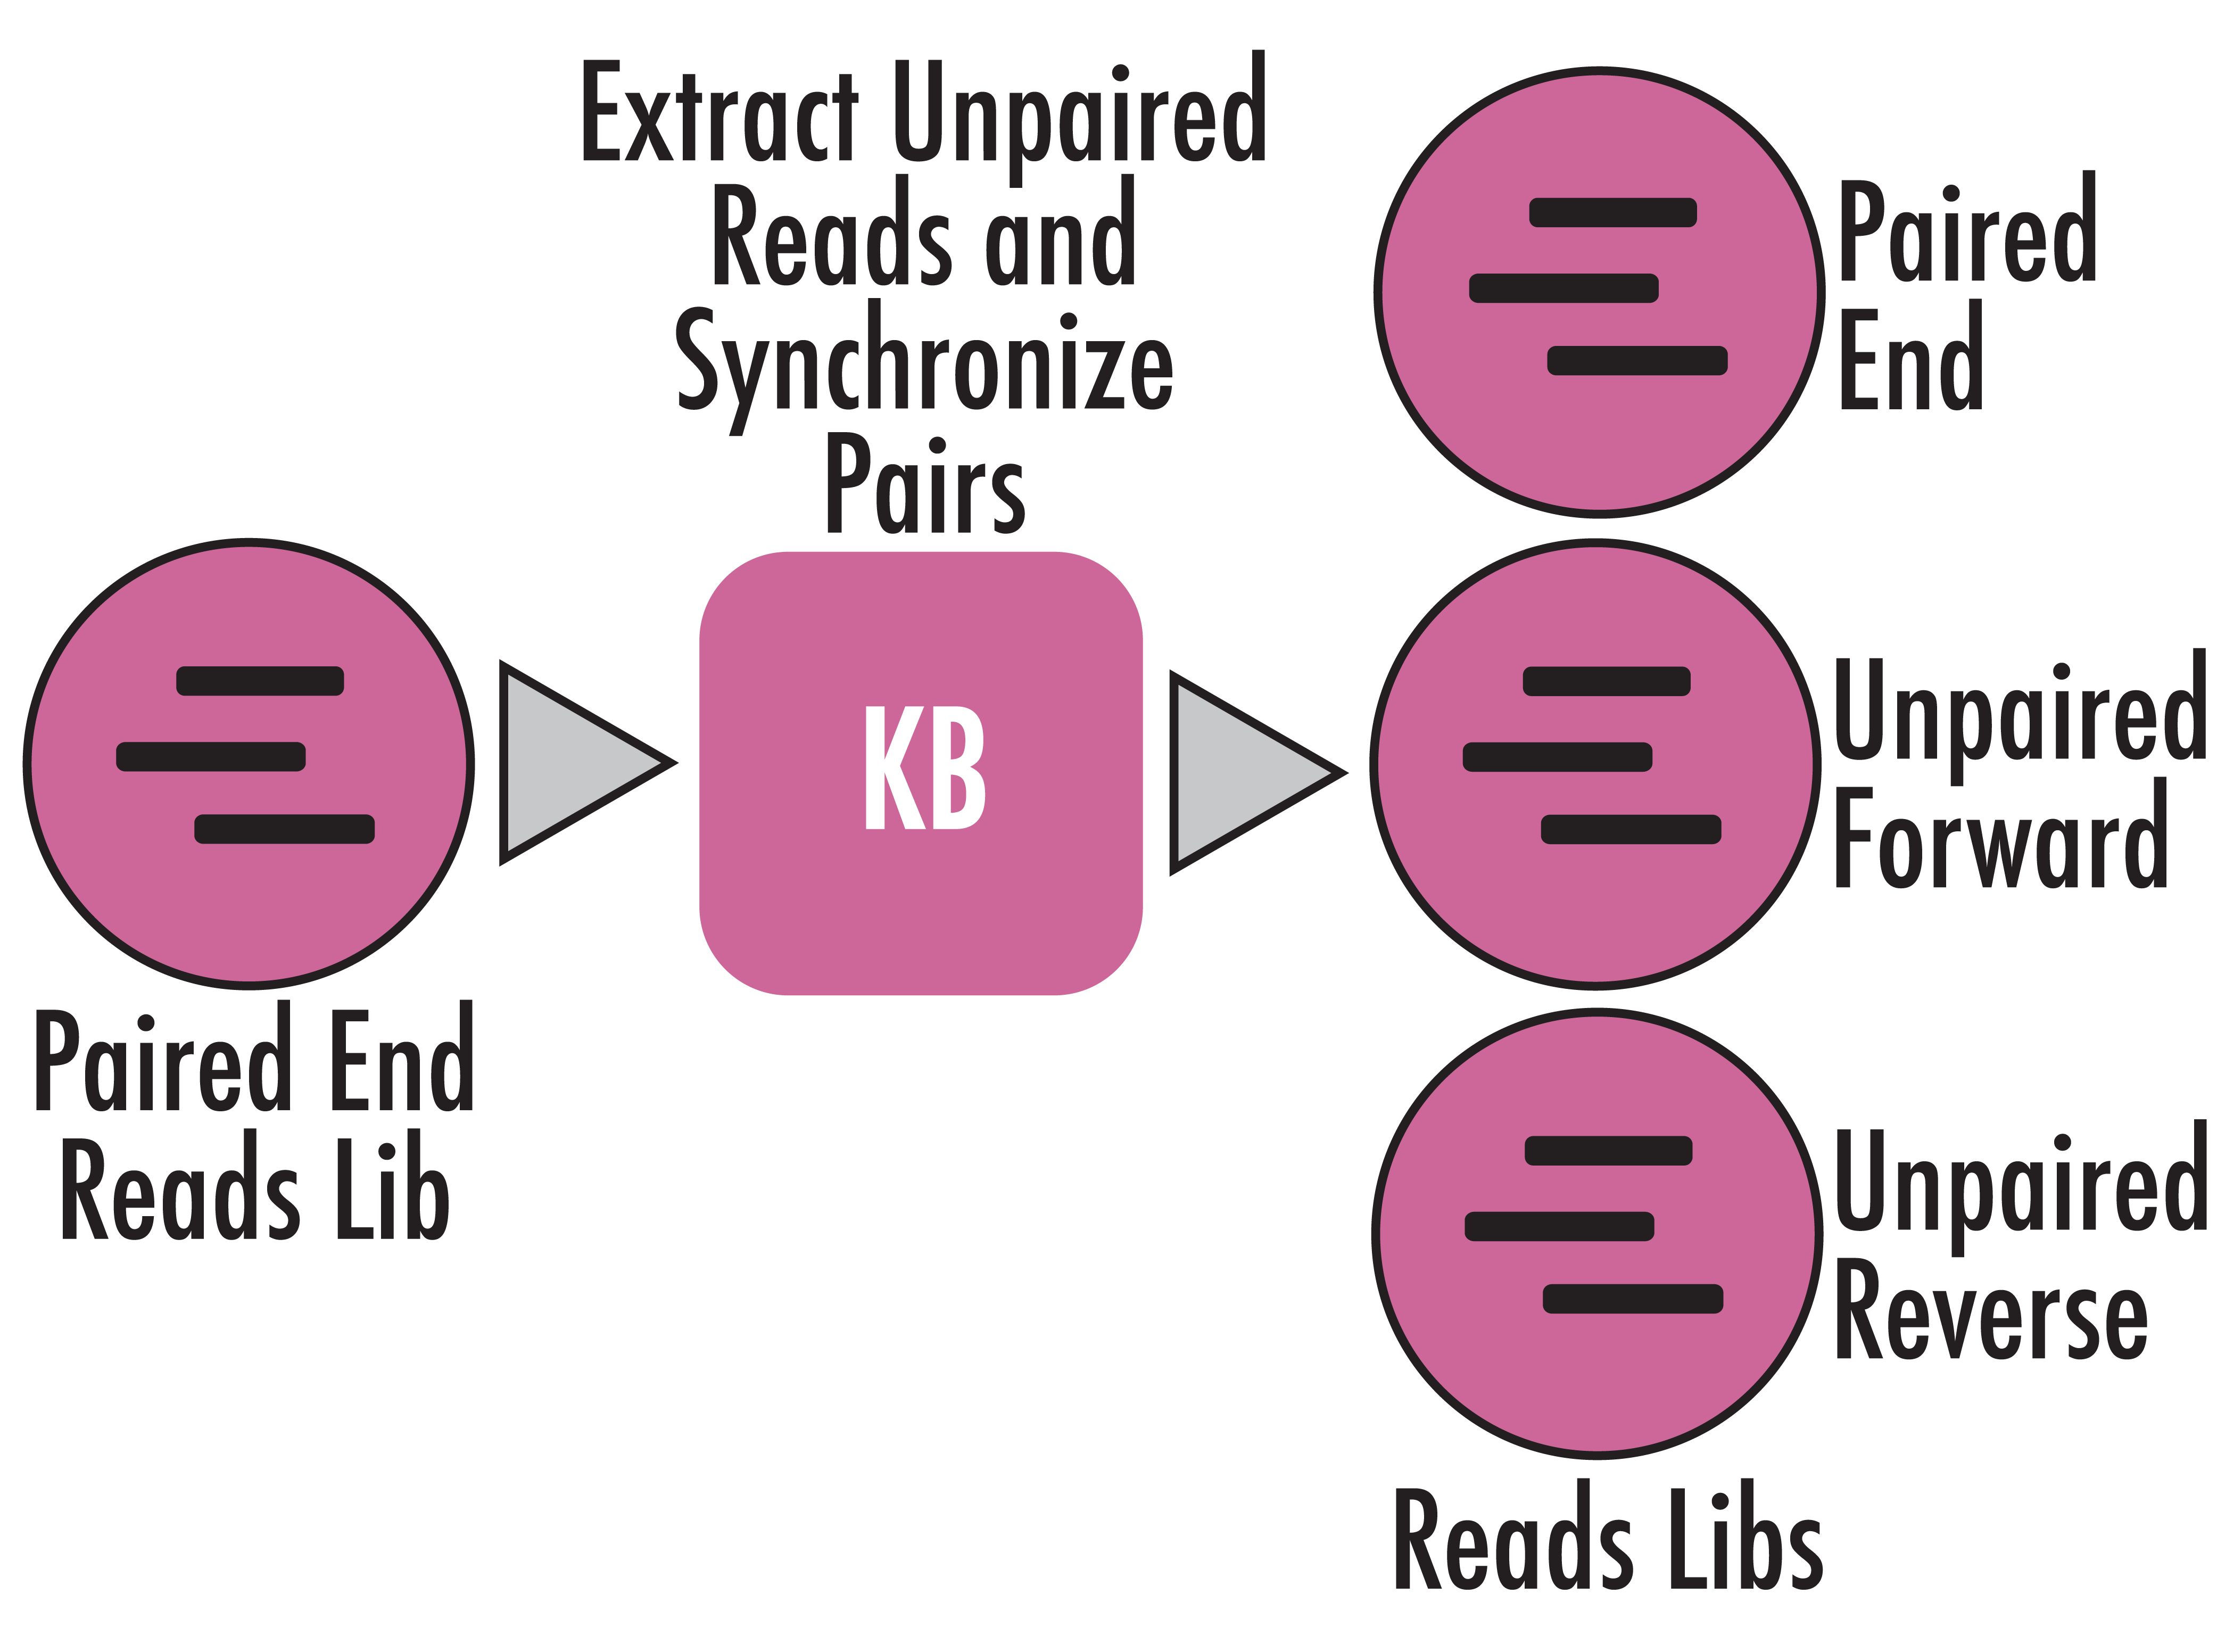 Extract Unpaired
Reads and
Synchronize
Pairs
KB
Paired End
Reads Lib
Paired
End
Unpaired
Forward
Unpaired
Reverse
Reads Libs